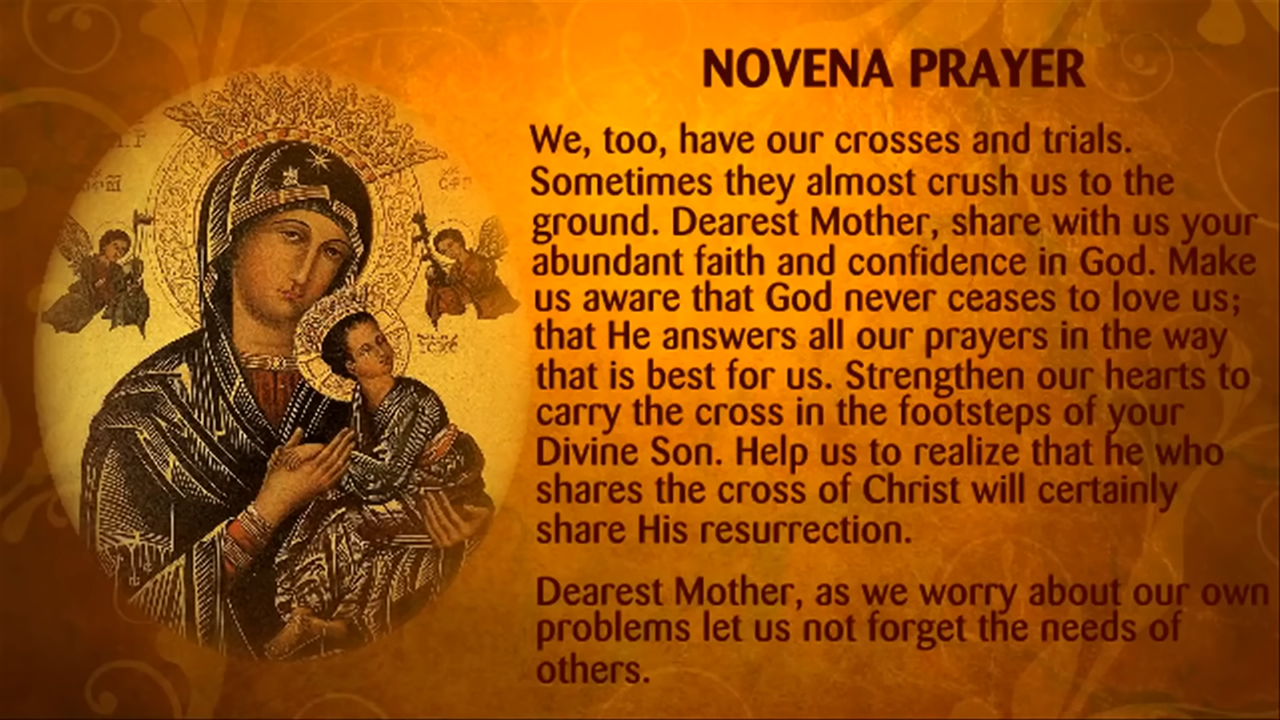 NOVENA PRAYER
We, too, have our crosses and trials.
Sometimes they almost crush us to the
ground. Dearest Mother, share with us your
abundant faith and confidence in God. Make
us aware that God never ceases to love us;
that He answers all our prayers in the way
that is best for us. Strengthen our hearts to
carry the cross in the footsteps of your
Divine Son. Help us to realize that he who
shares the cross of Christ will certainly
share His resurrection.
Dearest Mother, as we worry about our own
problems let us not forget the needs of
others.